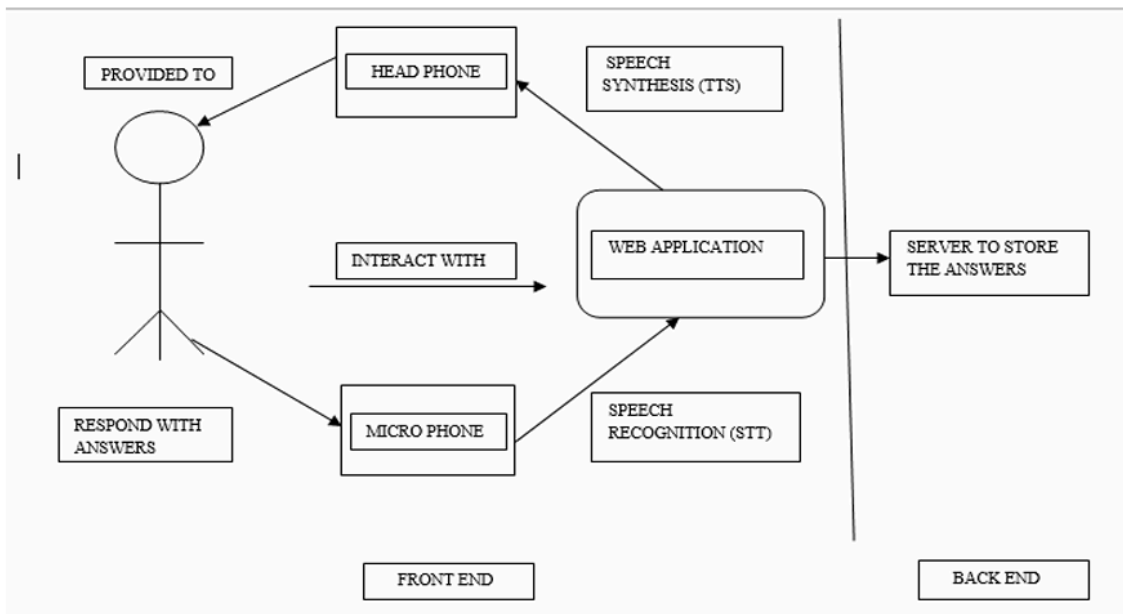 PROVIDED TO
HEAD PHONE
SPEECH
SYNTHESIS (TTS)
INTERACT WITH
WEB APPLICATION
SERVER TO STORE
THE ANSWERS
RESPOND WITH
ANSWERS
MICRO PHONE
SPEECH
RECOGNITION (STT)
FRONT END
BACK END